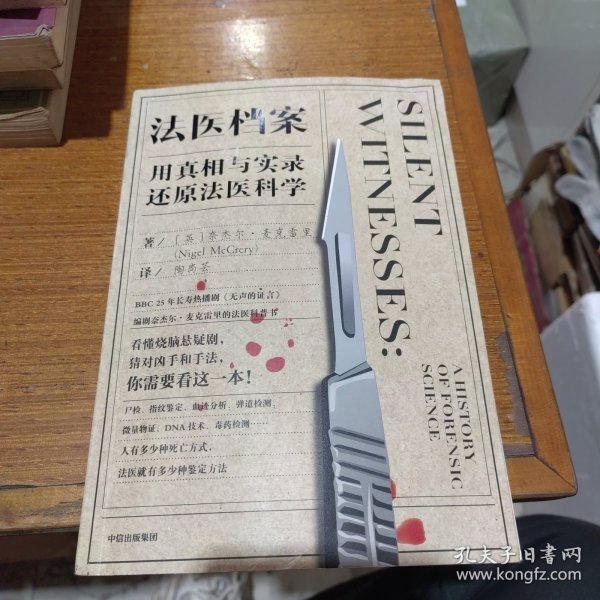 法医档案
用真相与实录
还原法医科学
著/〔英〕奈杰尔·麦克雷里
(Nigel McCrery)
译/陶尚芸
BBC 25年长寿热播剧《无声的证言》
编剧奈杰尔·麦克雷里的法医科普书
看懂烧脑悬疑剧，
猜对凶手和手法，
你需要看这一本！
尸检、指纹鉴定、血迹分析、弹道检测、
微量物证、DNA技术、毒药检测……
人有多少种死亡方式，
法医就有多少种鉴定方法
中信出版集团
SILENT
WITNESSES:
A HISTORY
OF FORENSIC
SCIENCE
孔夫子旧书网
www.kongfz.com